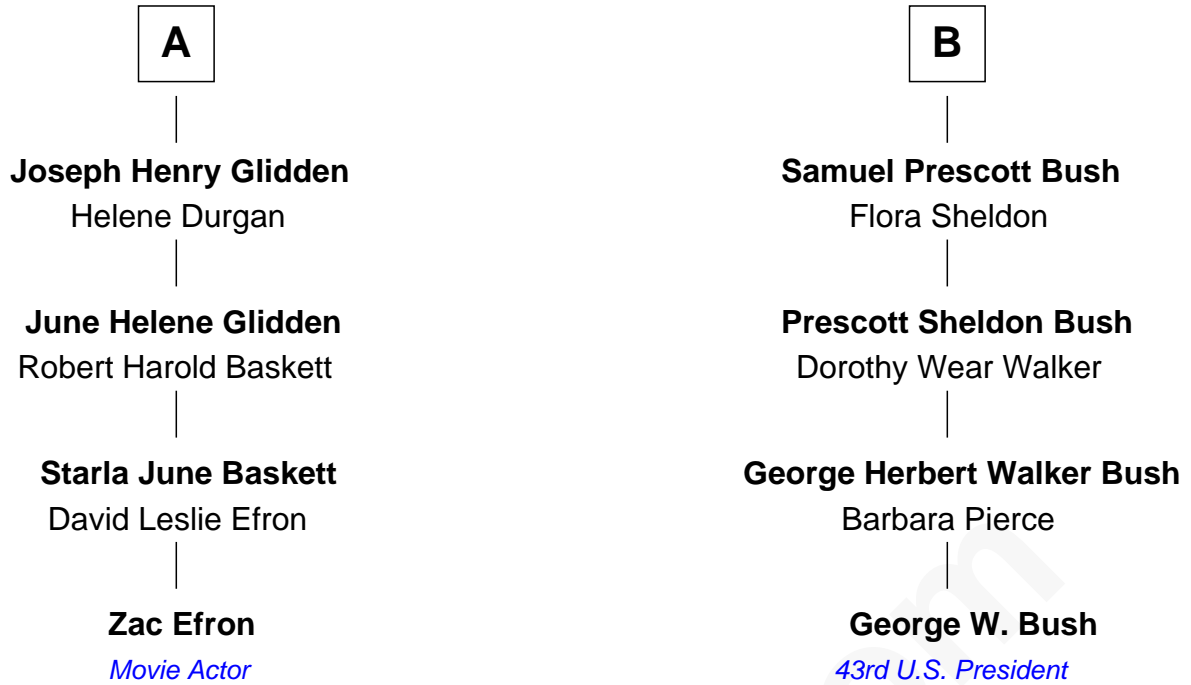 A
B
Joseph Henry Glidden
Helene Durgan
Samuel Prescott Bush
Flora Sheldon
June Helene Glidden
Robert Harold Baskett
Prescott Sheldon Bush
Dorothy Wear Walker
Starla June Baskett
David Leslie Efron
George Herbert Walker Bush
Barbara Pierce
Zac Efron
Movie Actor
George W. Bush
43rd U.S. President